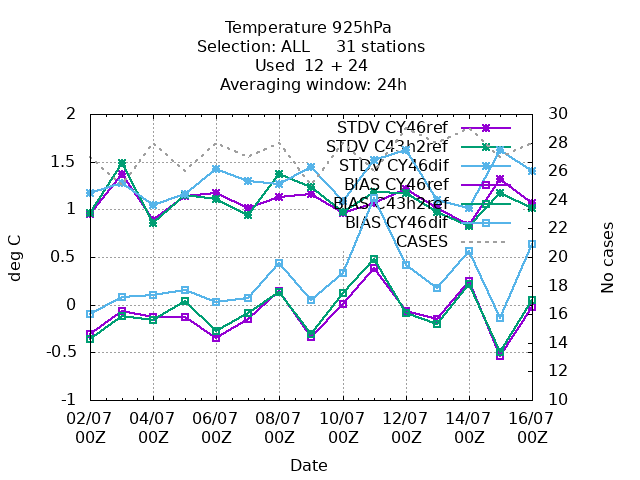 Temperature 925hPa
Selection: ALL 31 stations
Used 12 + 24
Averaging window: 24h
2
1.5
1
0.5
0
-0.5
-1
deg C
30
28
26
24
22
20
18
16
14
12
10
No cases
STDV CY46ref
STDV C43h2ref
STDV CY46dif
BIAS CY46ref
BIAS C43h2ref
BIAS CY46dif
CASES
02/07 04/07 06/07 08/07 10/07 12/07 14/07 16/07
00Z 00Z 00Z 00Z 00Z 00Z 00Z 00Z
Date